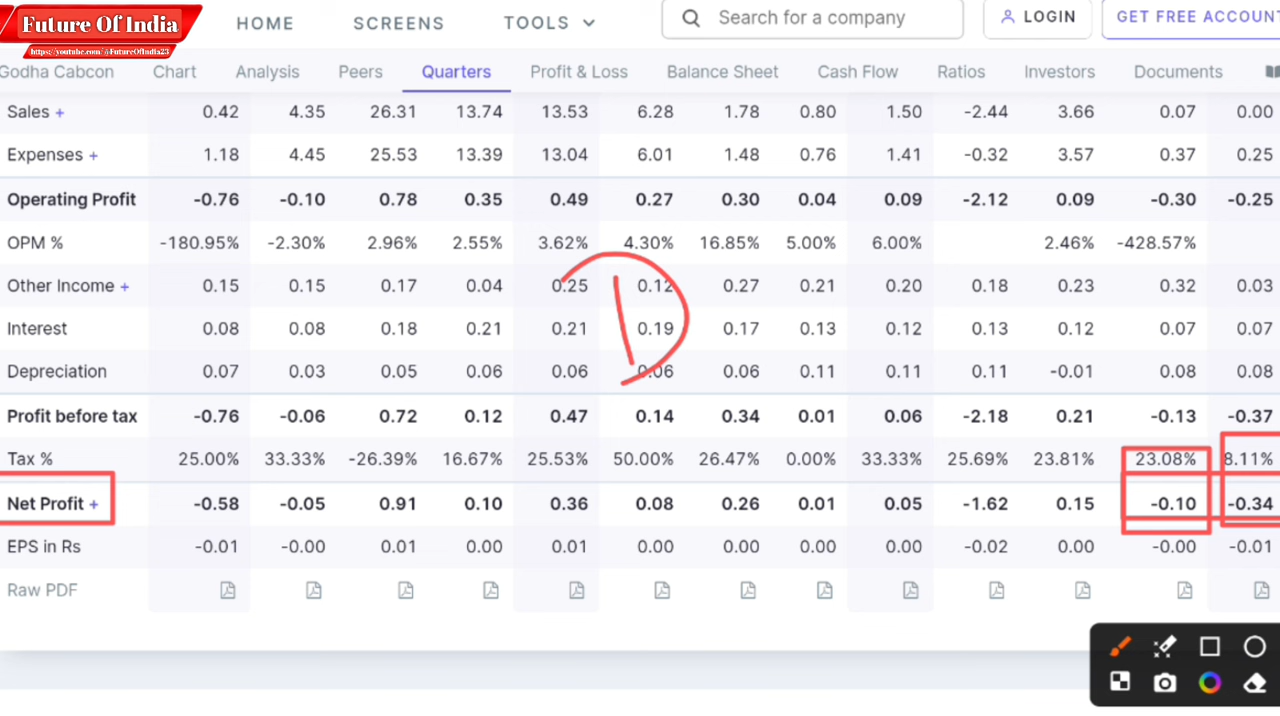 Future Of India
https://youtube.com/@FutureOfIndia23
HOME SCREENS TOOLS Search for a company LOGIN GET FREE ACCOUNT
Godha Cabcon Chart Analysis Peers Quarters Profit & Loss Balance Sheet Cash Flow Ratios Investors Documents
Sales + 0.42 4.35 26.31 13.74 13.53 6.28 1.78 0.80 1.50 -2.44 3.66 0.07 0.00
Expenses + 1.18 4.45 25.53 13.39 13.04 6.01 1.48 0.76 1.41 -0.32 3.57 0.37 0.25
Operating Profit -0.76 -0.10 0.78 0.35 0.49 0.27 0.30 0.04 0.09 -2.12 0.09 -0.30 -0.25
OPM % -180.95% -2.30% 2.96% 2.55% 3.62% 4.30% 16.85% 5.00% 6.00% 2.46% -428.57%
Other Income + 0.15 0.15 0.17 0.04 0.25 0.12 0.27 0.21 0.20 0.18 0.23 0.32 0.03
Interest 0.08 0.08 0.18 0.21 0.21 0.19 0.17 0.13 0.12 0.13 0.12 0.07 0.07
Depreciation 0.07 0.03 0.05 0.06 0.06 0.06 0.06 0.11 0.11 0.11 -0.01 0.08 0.08
Profit before tax -0.76 -0.06 0.72 0.12 0.47 0.14 0.34 0.01 0.06 -2.18 0.21 -0.13 -0.37
Tax % 25.00% 33.33% -26.39% 16.67% 25.53% 50.00% 26.47% 0.00% 33.33% 25.69% 23.81% 23.08% 8.11%
Net Profit + -0.58 -0.05 0.91 0.10 0.36 0.08 0.26 0.01 0.05 -1.62 0.15 -0.10 -0.34
EPS in Rs -0.01 -0.00 0.01 0.00 0.01 0.00 0.00 0.00 0.00 -0.02 0.00 -0.00 -0.01
Raw PDF